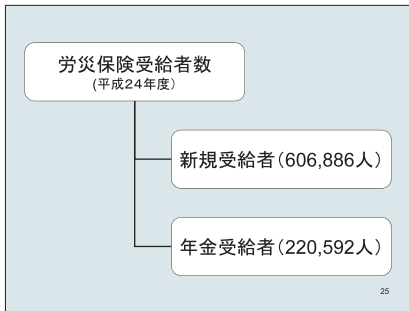 労災保険受給者数
(平成24年度)
新規受給者(606,886人)
年金受給者(220,592人)
25